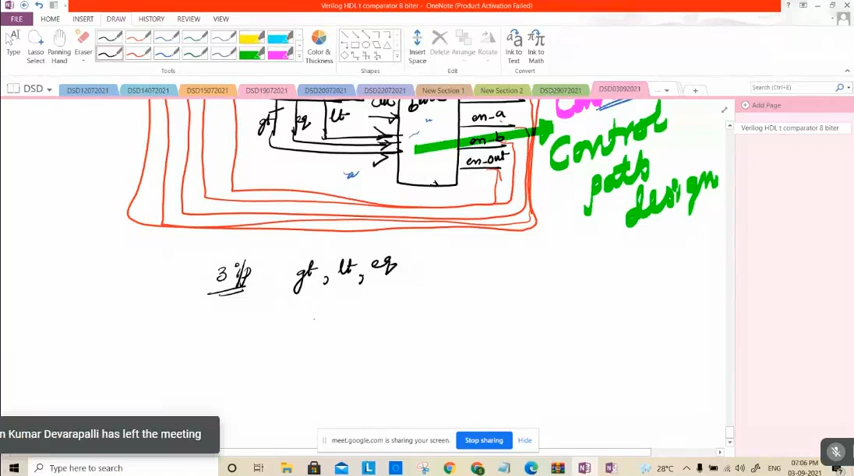 Verilog HDL t comparator 8 biter - OneNote (Product Activation Failed)
FILE HOME INSERT DRAW HISTORY REVIEW VIEW
Type Lasso Select Panning Hand Eraser Color & Thickness Insert Space Delete Arrange Rotate Ink to Text Ink to Math
Tools Shapes Edit Convert
DSD DSD12072021 DSD14072021 DSD15072021 DSD19072021 DSD20072021 DSD22072021 New Section 1 New Section 2 DSD29072021 DSD03092021 Search (Ctrl+E)
Add Page
Verilog HDL t comparator 8 biter
gt eq lt
en_a
en_b
en_out
Control
path
design
3 i/p gt, lt, eq
n Kumar Devarapalli has left the meeting
meet.google.com is sharing your screen. Stop sharing Hide
Type here to search
28°C
07:06 PM
03-09-2021